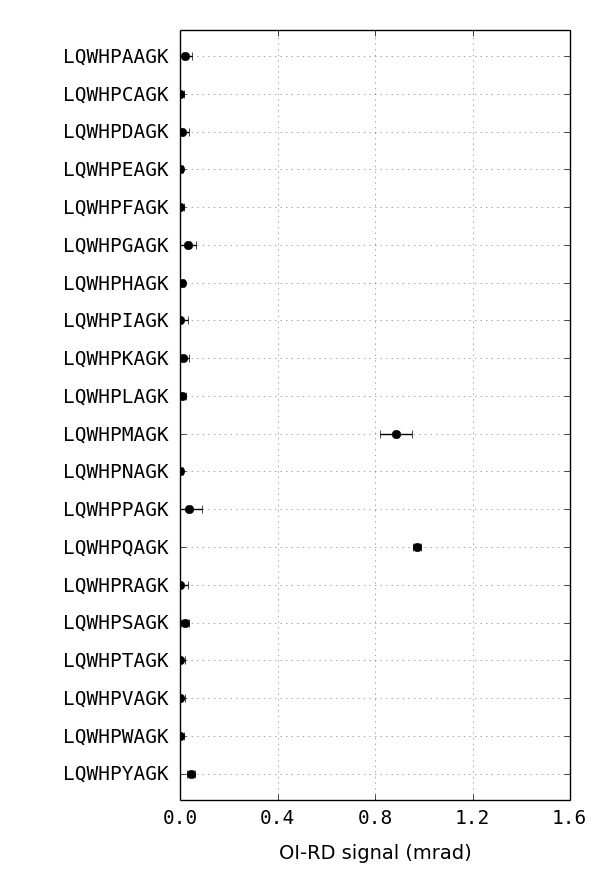 LQWHPAAGK
LQWHPCAGK
LQWHPDAGK
LQWHPEAGK
LQWHPFAGK
LQWHPGAGK
LQWHPHAGK
LQWHPIAGK
LQWHPKAGK
LQWHPLAGK
LQWHPMAGK
LQWHPNAGK
LQWHPPAGK
LQWHPQAGK
LQWHPRAGK
LQWHPSAGK
LQWHPTAGK
LQWHPVAGK
LQWHPWAGK
LQWHPYAGK
0.0 0.4 0.8 1.2 1.6
OI-RD signal (mrad)